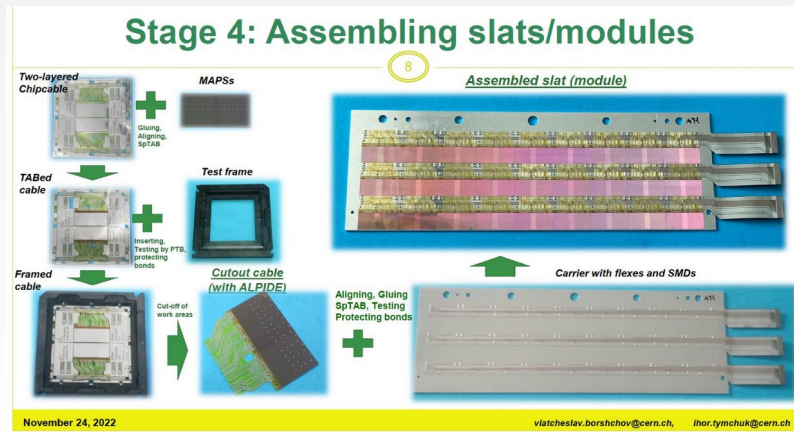 Stage 4: Assembling slats/modules
8
Two-layered
Chipcable
MAPSs
Gluing,
Aligning,
SpTAB
TABed
cable
Test frame
Inserting,
Testing by PTB,
protecting
bonds
Framed
cable
Cut-off of
work areas
Cutout cable
(with ALPIDE)
Aligning, Gluing
SpTAB, Testing
Protecting bonds
Assembled slat (module)
Carrier with flexes and SMDs
November 24, 2022
viatcheslav.borshchov@cern.ch, ihor.tymchuk@cern.ch